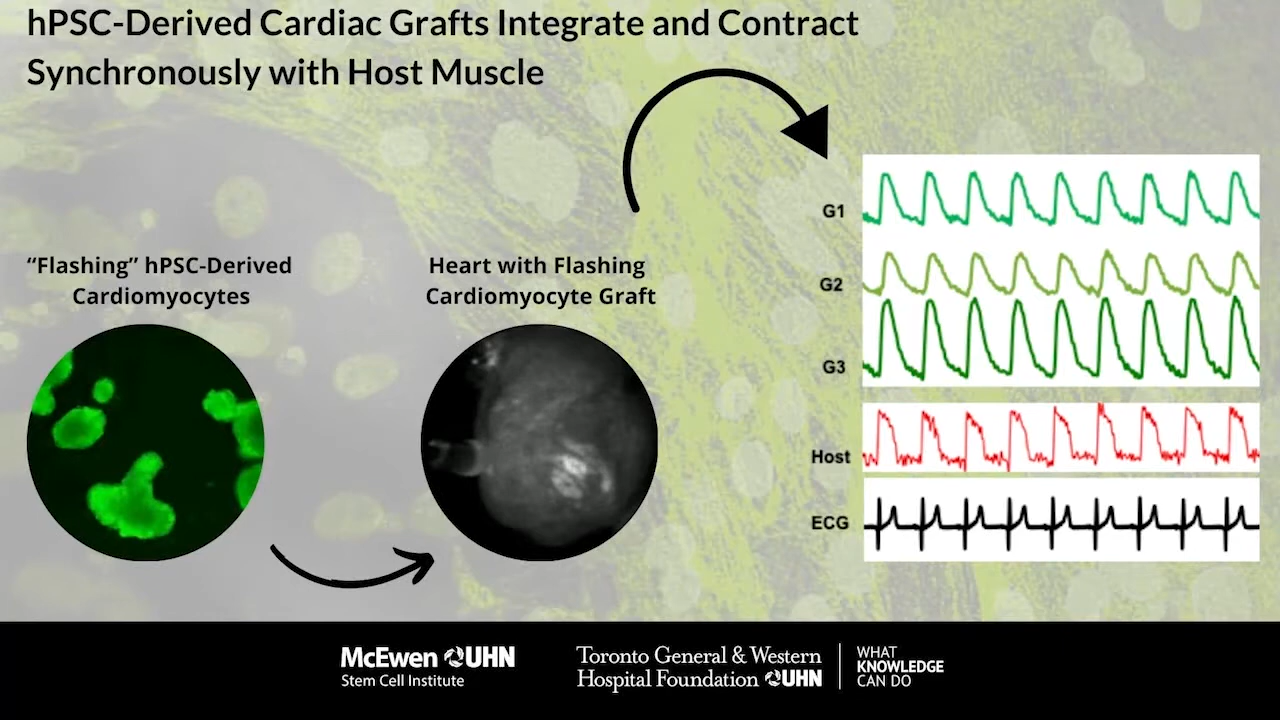 hPSC-Derived Cardiac Grafts Integrate and Contract
Synchronously with Host Muscle
“Flashing” hPSC-Derived
Cardiomyocytes
Heart with Flashing
Cardiomyocyte Graft
G1
G2
G3
Host
ECG
McEwen UHN
Stem Cell Institute
Toronto General & Western
Hospital Foundation UHN
WHAT
KNOWLEDGE
CAN DO